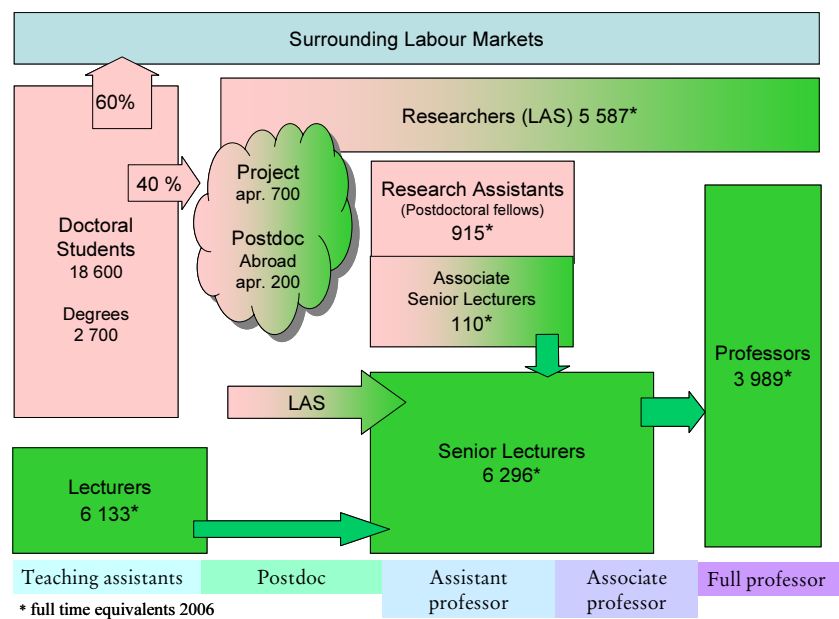 Surrounding Labour Markets
60%
Researchers (LAS) 5 587*
40 %
Project
apr. 700
Postdoc
Abroad
apr. 200
Research Assistants
(Postdoctoral fellows)
915*
Doctoral
Students
18 600
Degrees
2 700
Associate
Senior Lecturers
110*
Professors
3 989*
LAS
Senior Lecturers
6 296*
Lecturers
6 133*
Teaching assistants
Postdoc
Assistant
professor
Associate
professor
Full professor
* full time equivalents 2006